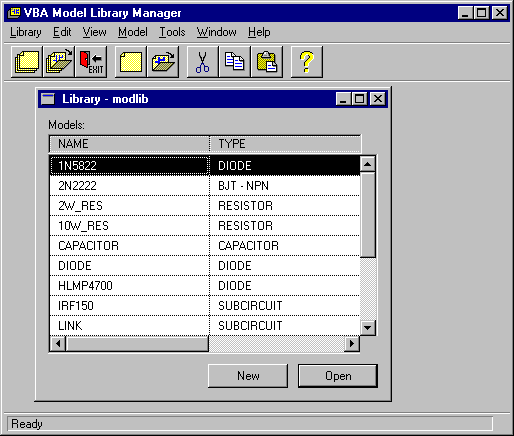 VBA Model Library Manager
Library Edit View Model Tools Window Help
EXIT
Library - modlib
Models:
NAME TYPE
1N5822 DIODE
2N2222 BJT - NPN
2W_RES RESISTOR
10W_RES RESISTOR
CAPACITOR CAPACITOR
DIODE DIODE
HLMP4700 DIODE
IRF150 SUBCIRCUIT
LINK SUBCIRCUIT
New Open
Ready